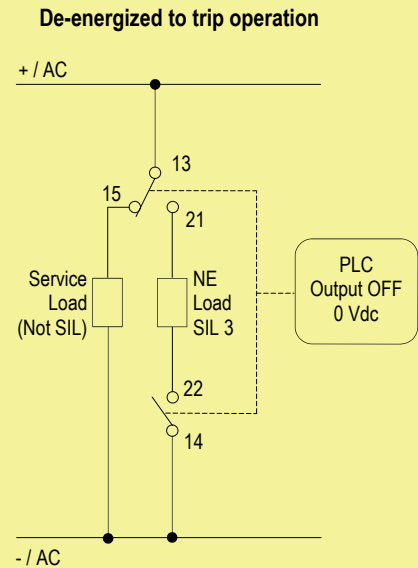 De-energized to trip operation
+ / AC
13
15
21
Service
Load
(Not SIL)
NE
Load
SIL 3
PLC
Output OFF
0 Vdc
22
14
- / AC